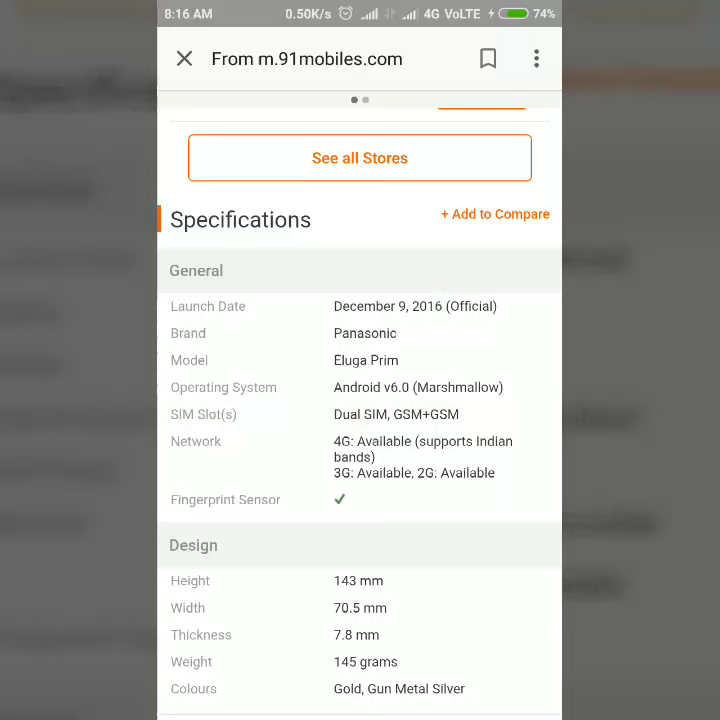 8:16 AM 0.50K/s 4G VoLTE 74%
From m.91mobiles.com
See all Stores
Specifications + Add to Compare
General
Launch Date December 9, 2016 (Official)
Brand Panasonic
Model Eluga Prim
Operating System Android v6.0 (Marshmallow)
SIM Slot(s) Dual SIM, GSM+GSM
Network 4G: Available (supports Indian
bands)
3G: Available, 2G: Available
Fingerprint Sensor ✔
Design
Height 143 mm
Width 70.5 mm
Thickness 7.8 mm
Weight 145 grams
Colours Gold, Gun Metal Silver